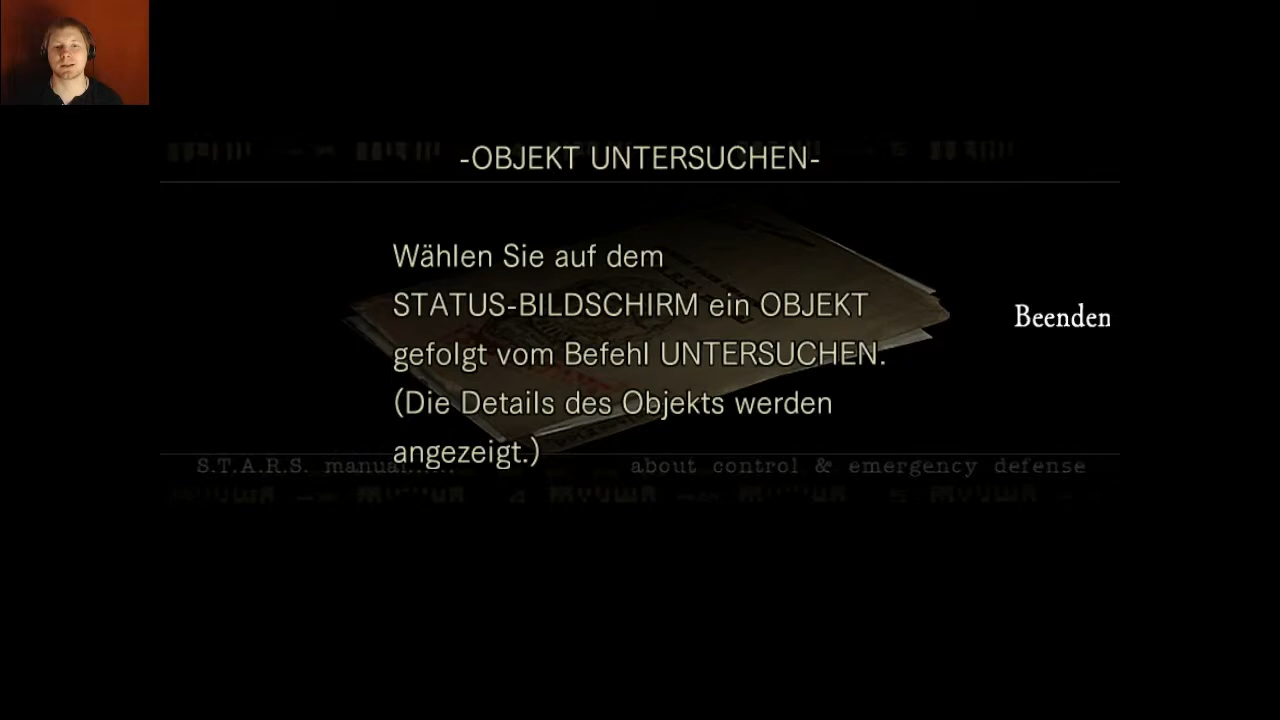 -OBJEKT UNTERSUCHEN-
Wählen Sie auf dem
STATUS-BILDSCHIRM ein OBJEKT
gefolgt vom Befehl UNTERSUCHEN.
(Die Details des Objekts werden
angezeigt.)
Beenden
S.T.A.R.S. manual...... about control & emergency defense